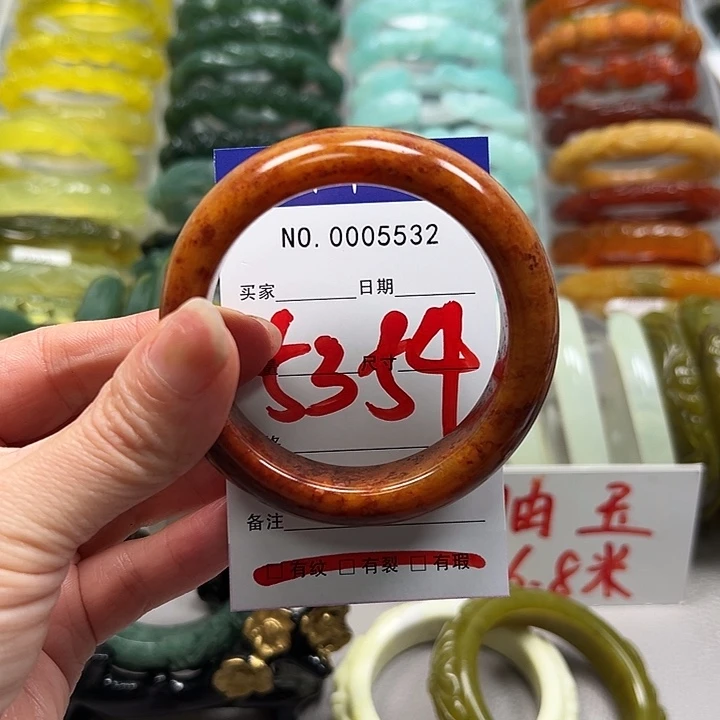 NO.0005532
买家 日期
5354
尺寸
备注
□有纹 □有裂 □有瑕
油玉
6.8米